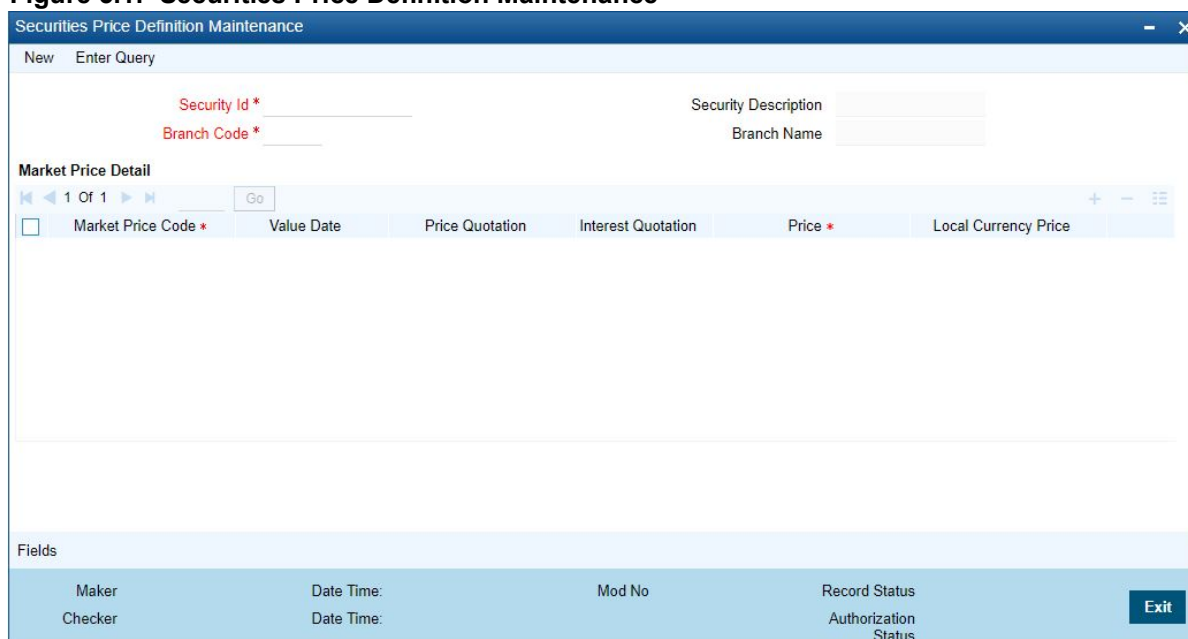 Securities Price Definition Maintenance
New Enter Query
Security Id *
Security Description
Branch Code *
Branch Name
Market Price Detail
1 Of 1 Go
Market Price Code * Value Date Price Quotation Interest Quotation Price * Local Currency Price
Fields
Maker Date Time: Mod No Record Status
Checker Date Time: Authorization Status
Exit